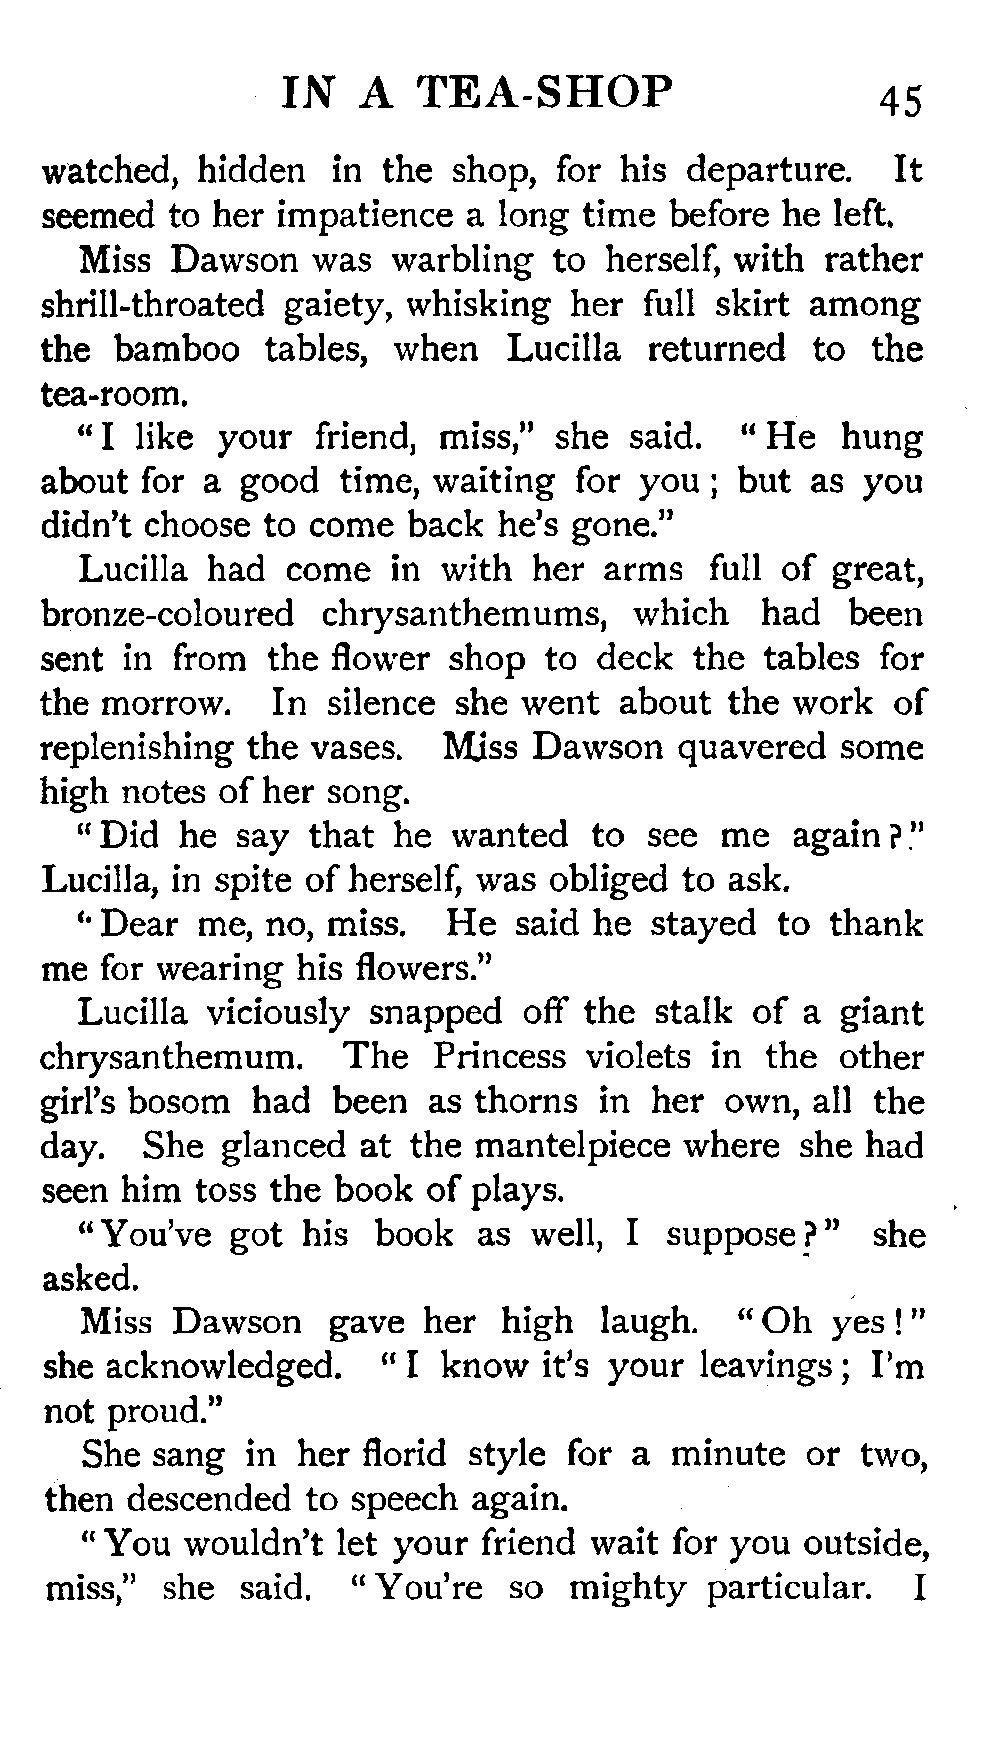 IN A TEA-SHOP 45
watched, hidden in the shop, for his departure. It
seemed to her impatience a long time before he left.
Miss Dawson was warbling to herself, with rather
shrill-throated gaiety, whisking her full skirt among
the bamboo tables, when Lucilla returned to the
tea-room.
“I like your friend, miss,” she said. “He hung
about for a good time, waiting for you; but as you
didn’t choose to come back he’s gone.”
Lucilla had come in with her arms full of great,
bronze-coloured chrysanthemums, which had been
sent in from the flower shop to deck the tables for
the morrow. In silence she went about the work of
replenishing the vases. Miss Dawson quavered some
high notes of her song.
“Did he say that he wanted to see me again?”
Lucilla, in spite of herself, was obliged to ask.
“Dear me, no, miss. He said he stayed to thank
me for wearing his flowers.”
Lucilla viciously snapped off the stalk of a giant
chrysanthemum. The Princess violets in the other
girl’s bosom had been as thorns in her own, all the
day. She glanced at the mantelpiece where she had
seen him toss the book of plays.
“You’ve got his book as well, I suppose?” she
asked.
Miss Dawson gave her high laugh. “Oh yes!”
she acknowledged. “I know it’s your leavings; I’m
not proud.”
She sang in her florid style for a minute or two,
then descended to speech again.
“You wouldn’t let your friend wait for you outside,
miss,” she said. “You’re so mighty particular. I